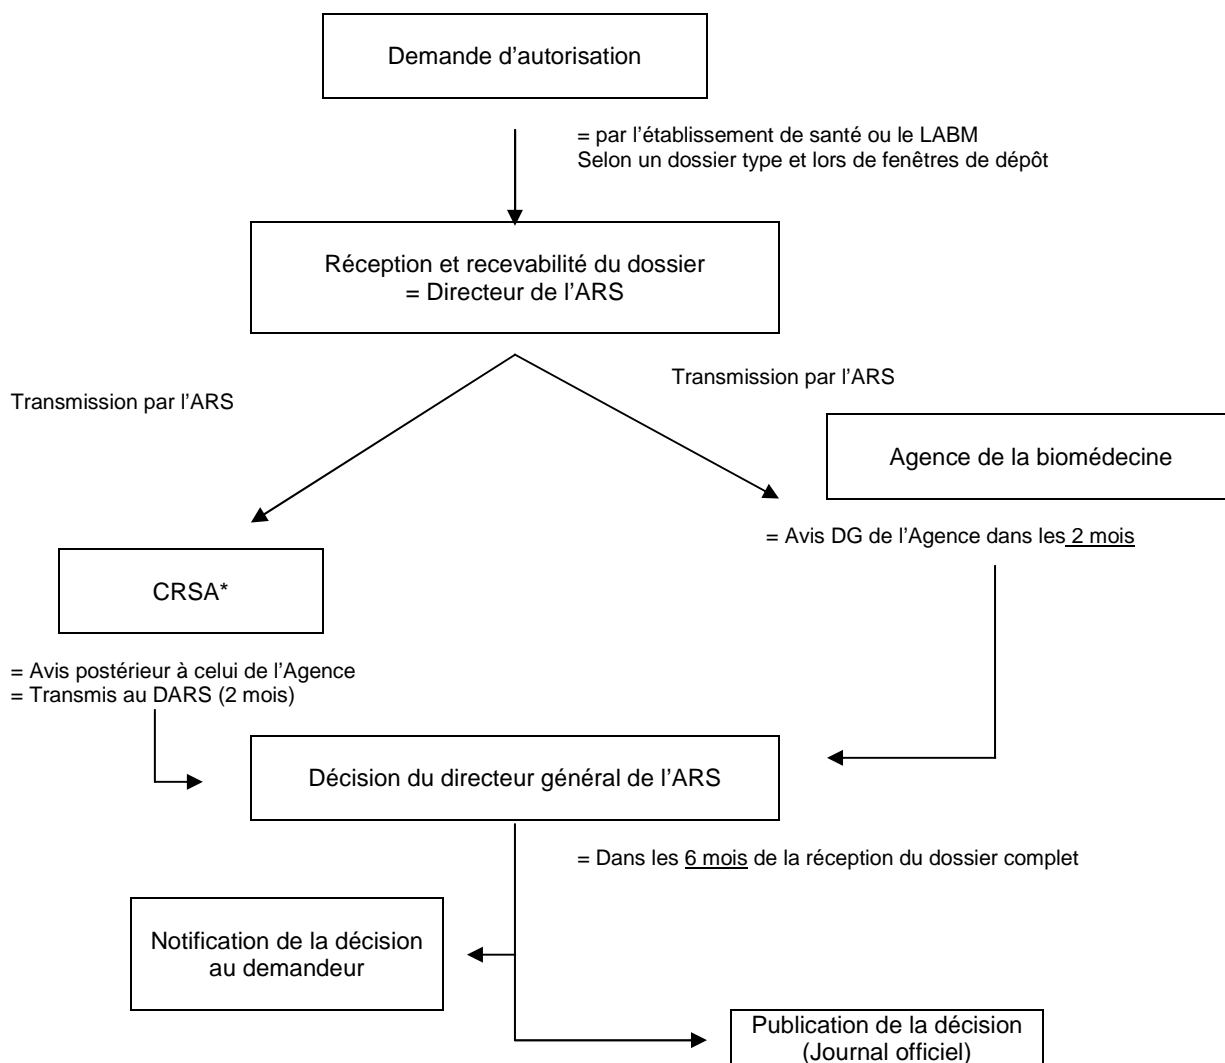 Demande d'autorisation
= par l'établissement de santé ou le LABM
Selon un dossier type et lors de fenêtres de dépôt
Réception et recevabilité du dossier
= Directeur de l'ARS
Transmission par l'ARS
Transmission par l'ARS
Agence de la biomédecine
= Avis DG de l'Agence dans les 2 mois
CRSA*
= Avis postérieur à celui de l'Agence
= Transmis au DARS (2 mois)
Décision du directeur général de l'ARS
= Dans les 6 mois de la réception du dossier complet
Notification de la décision
au demandeur
Publication de la décision
(Journal officiel)